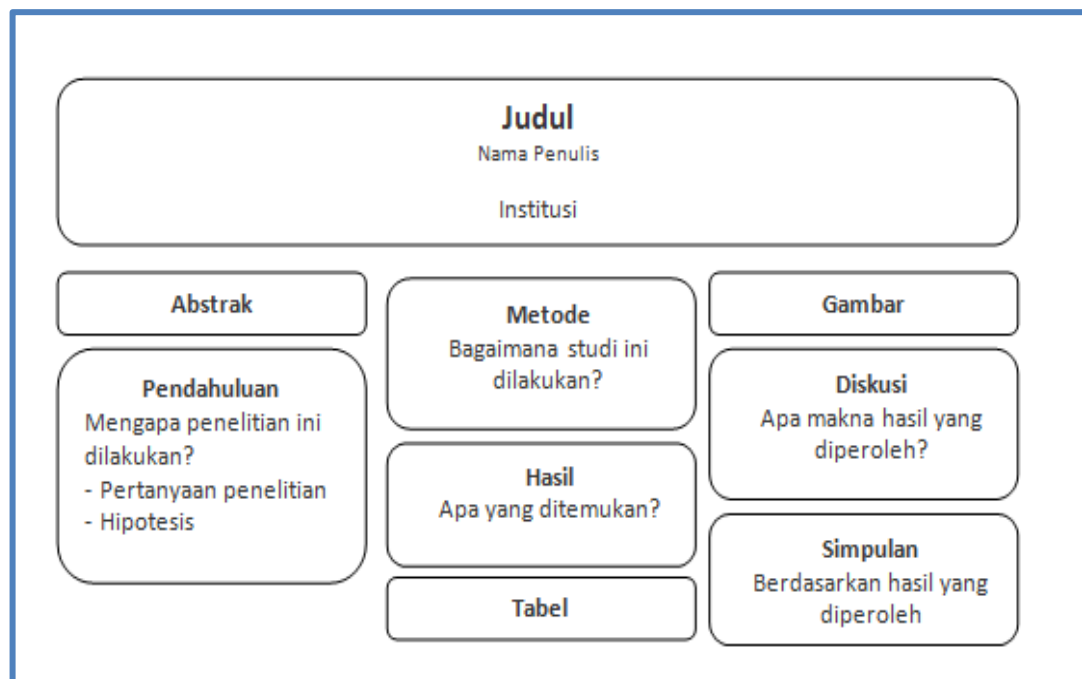 Judul
Nama Penulis
Institusi
Abstrak
Pendahuluan
Mengapa penelitian ini
dilakukan?
- Pertanyaan penelitian
- Hipotesis
Metode
Bagaimana studi ini
dilakukan?
Hasil
Apa yang ditemukan?
Tabel
Gambar
Diskusi
Apa makna hasil yang
diperoleh?
Simpulan
Berdasarkan hasil yang
diperoleh